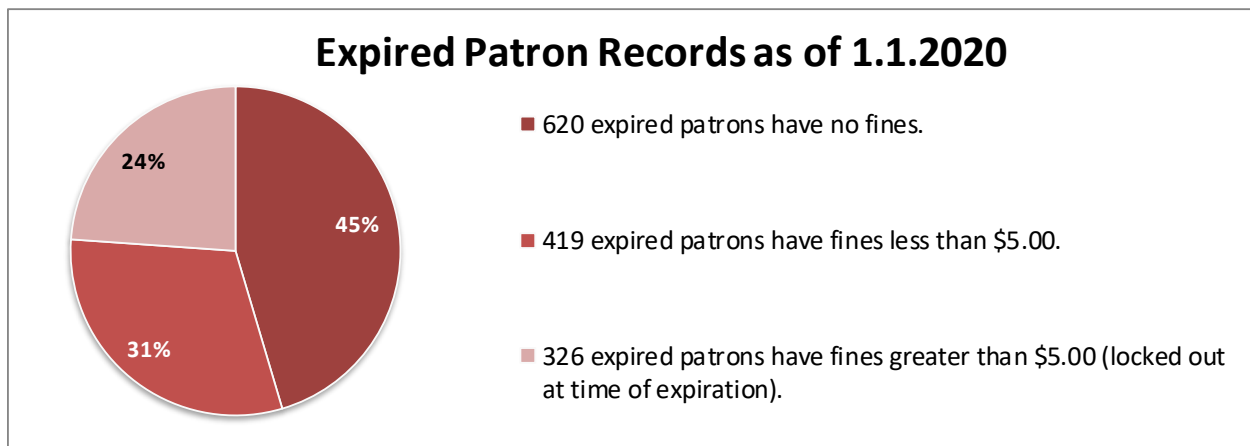 Expired Patron Records as of 1.1.2020
620 expired patrons have no fines.
24%
45%
419 expired patrons have fines less than $5.00.
31%
326 expired patrons have fines greater than $5.00 (locked out
at time of expiration).